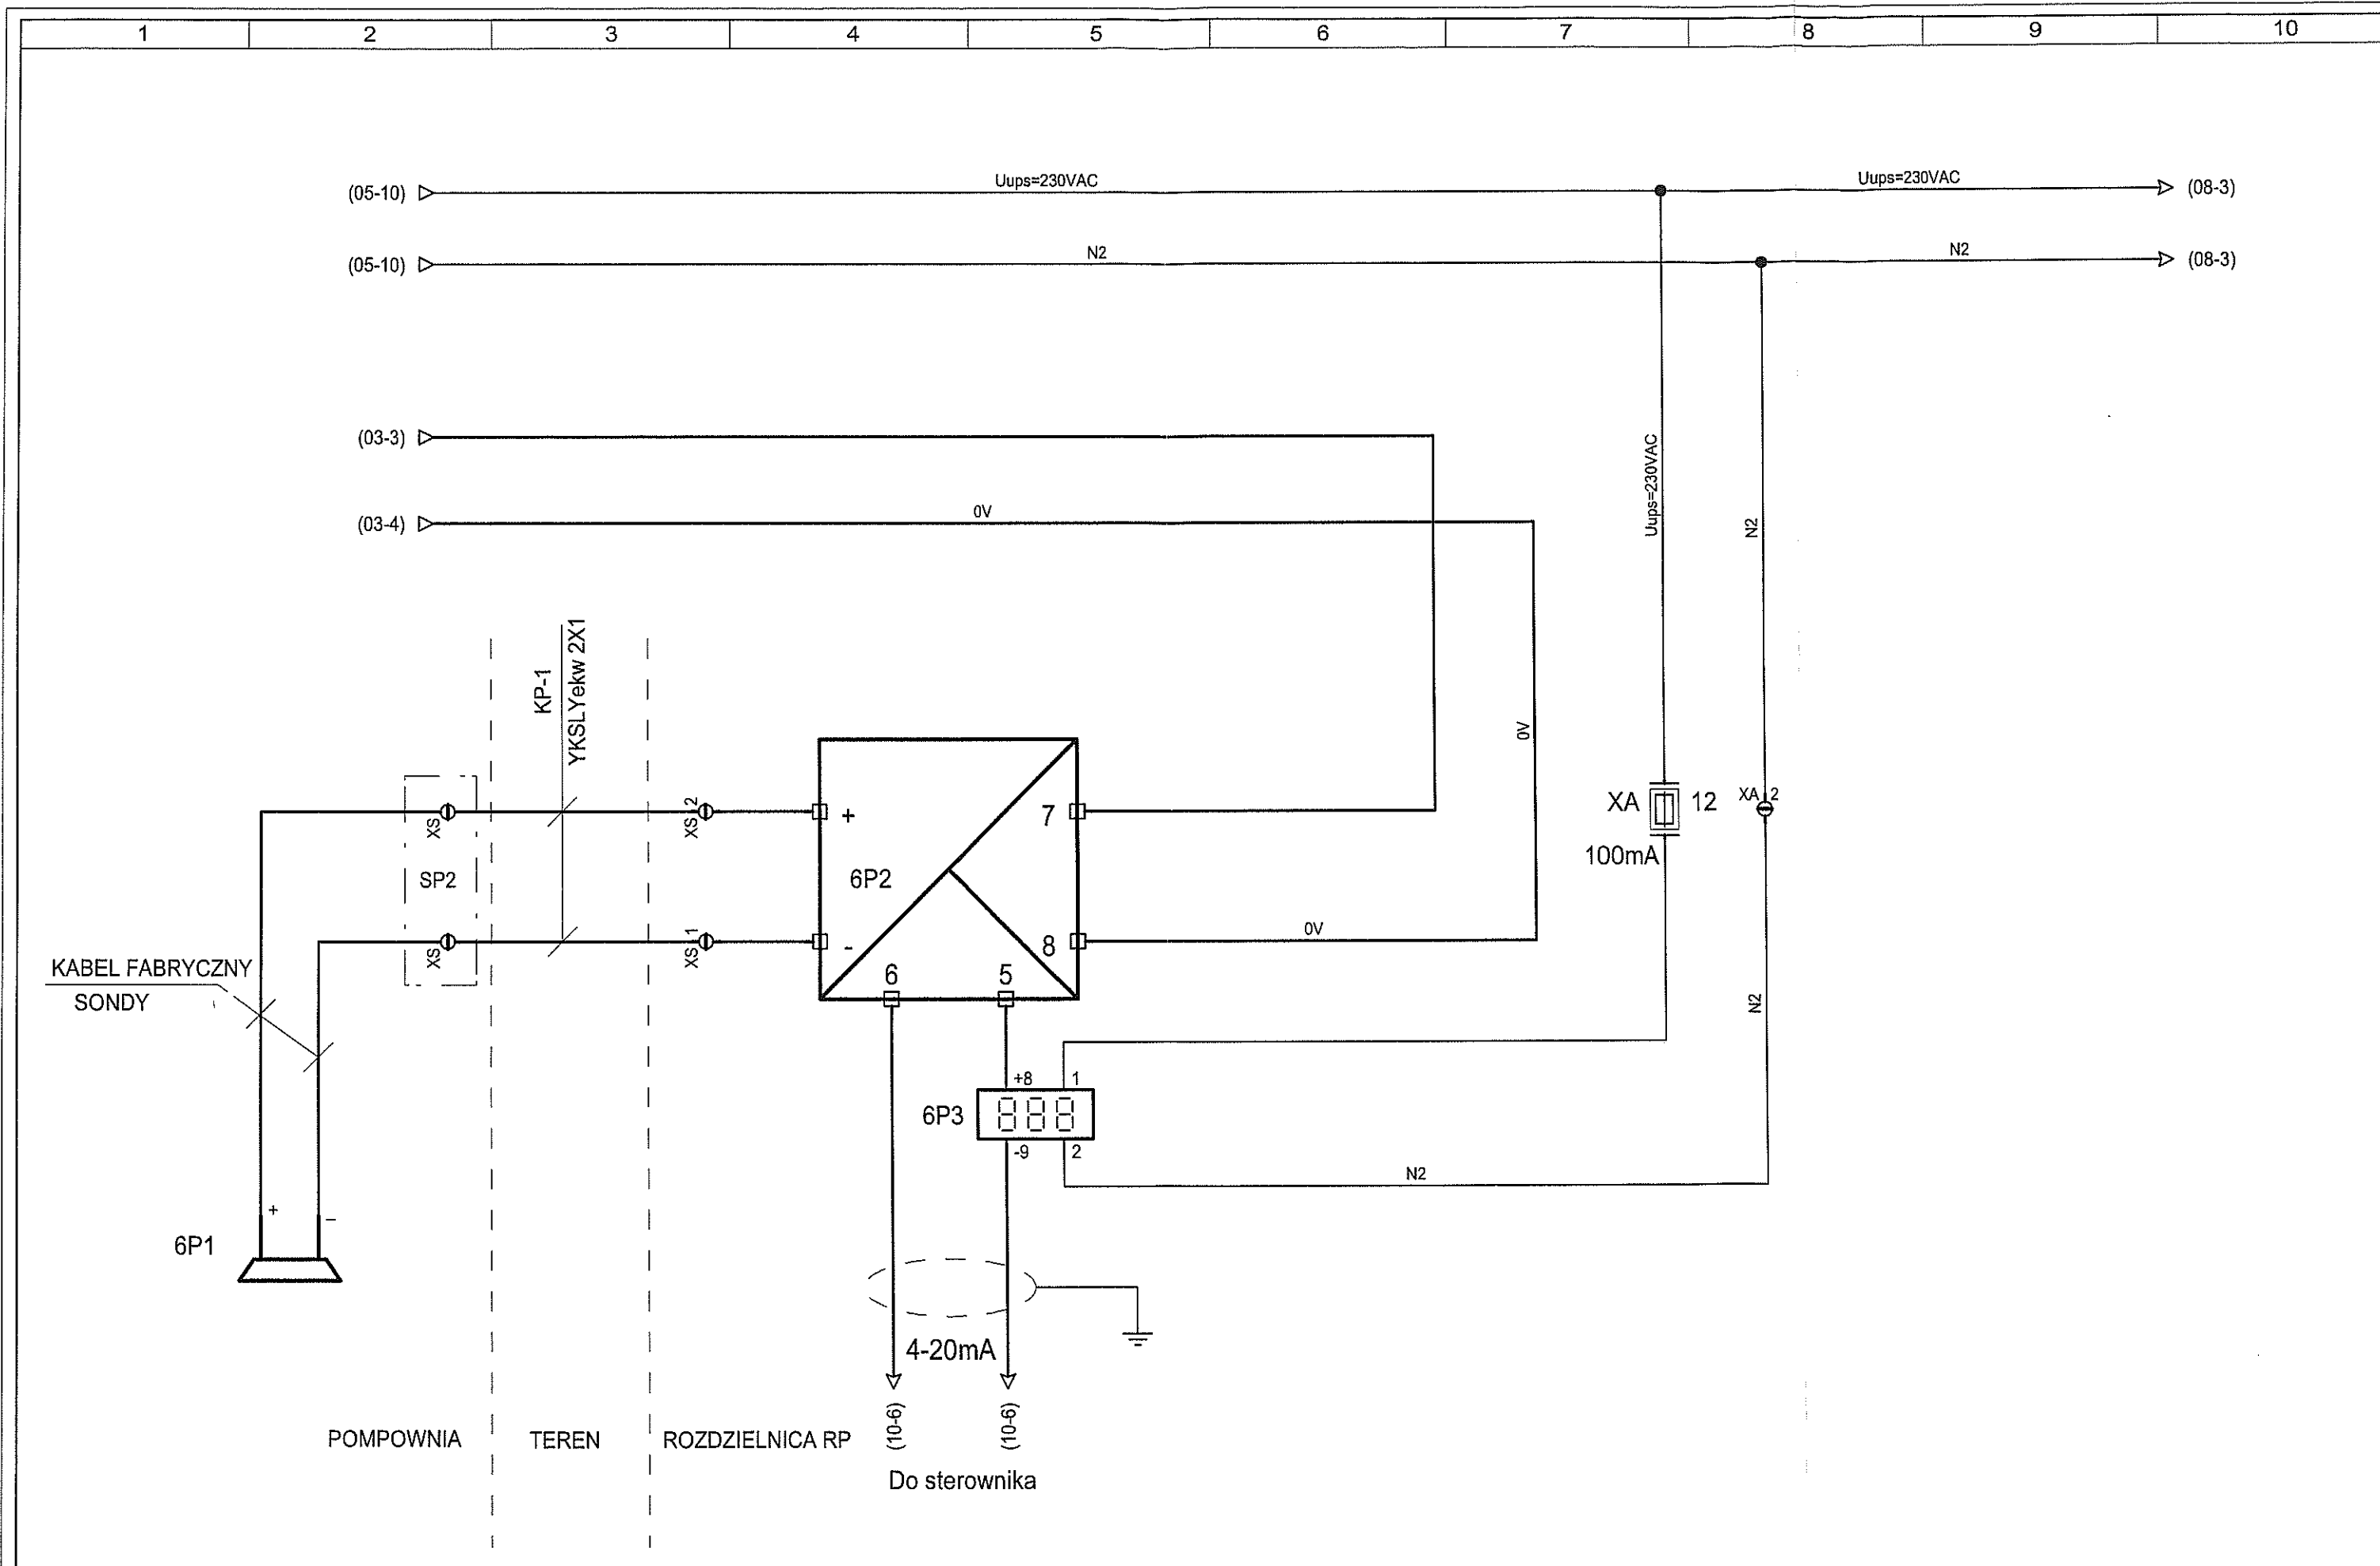 1 2 3 4 5 6 7 8 9 10
(05-10) Uups=230VAC Uups=230VAC (08-3)
(05-10) N2 N2 (08-3)
(03-3)
(03-4) 0V
Uups=230VAC
N2
KP-1
YKSLYekw 2X1
0V
XS
XS 2
+
7
XA 12
XA 2
100mA
SP2
6P2
XS
XS 1
-
8
0V
KABEL FABRYCZNY
SONDY
6 5
N2
+8 1
6P3 888
-9 2
N2
+ –
6P1
4-20mA
(10-6) (10-6)
POMPOWNIA TEREN ROZDZIELNICA RP
Do sterownika